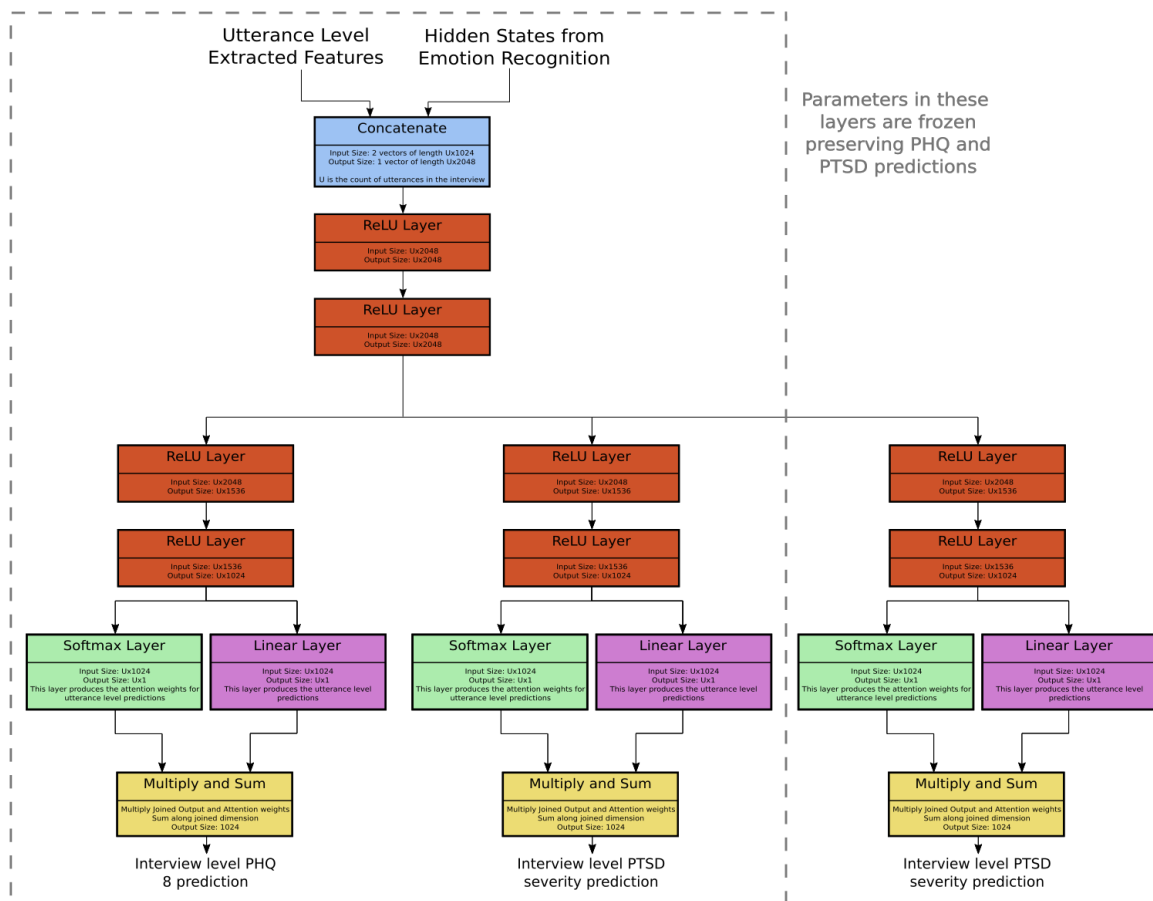 Utterance Level
Extracted Features
Hidden States from
Emotion Recognition
Parameters in these
layers are frozen
preserving PHQ and
PTSD predictions
Concatenate
Input Size: 2 vectors of length Ux1024
Output Size: 1 vector of length Ux2048
U is the count of utterances in the interview
ReLU Layer
Input Size: Ux2048
Output Size: Ux2048
ReLU Layer
Input Size: Ux2048
Output Size: Ux2048
ReLU Layer
Input Size: Ux2048
Output Size: Ux1536
ReLU Layer
Input Size: Ux2048
Output Size: Ux1536
ReLU Layer
Input Size: Ux2048
Output Size: Ux1536
ReLU Layer
Input Size: Ux1536
Output Size: Ux1024
ReLU Layer
Input Size: Ux1536
Output Size: Ux1024
ReLU Layer
Input Size: Ux1536
Output Size: Ux1024
Softmax Layer
Input Size: Ux1024
Output Size: Ux1
This layer produces the attention weights for
utterance level predictions
Linear Layer
Input Size: Ux1024
Output Size: Ux1
This layer produces the utterance level
predictions
Softmax Layer
Input Size: Ux1024
Output Size: Ux1
This layer produces the attention weights for
utterance level predictions
Linear Layer
Input Size: Ux1024
Output Size: Ux1
This layer produces the utterance level
predictions
Softmax Layer
Input Size: Ux1024
Output Size: Ux1
This layer produces the attention weights for
utterance level predictions
Linear Layer
Input Size: Ux1024
Output Size: Ux1
This layer produces the utterance level
predictions
Multiply and Sum
Multiply Joined Output and Attention weights
Sum along joined dimension
Output Size: 1024
Multiply and Sum
Multiply Joined Output and Attention weights
Sum along joined dimension
Output Size: 1024
Multiply and Sum
Multiply Joined Output and Attention weights
Sum along joined dimension
Output Size: 1024
Interview level PHQ
8 prediction
Interview level PTSD
severity prediction
Interview level PTSD
severity prediction